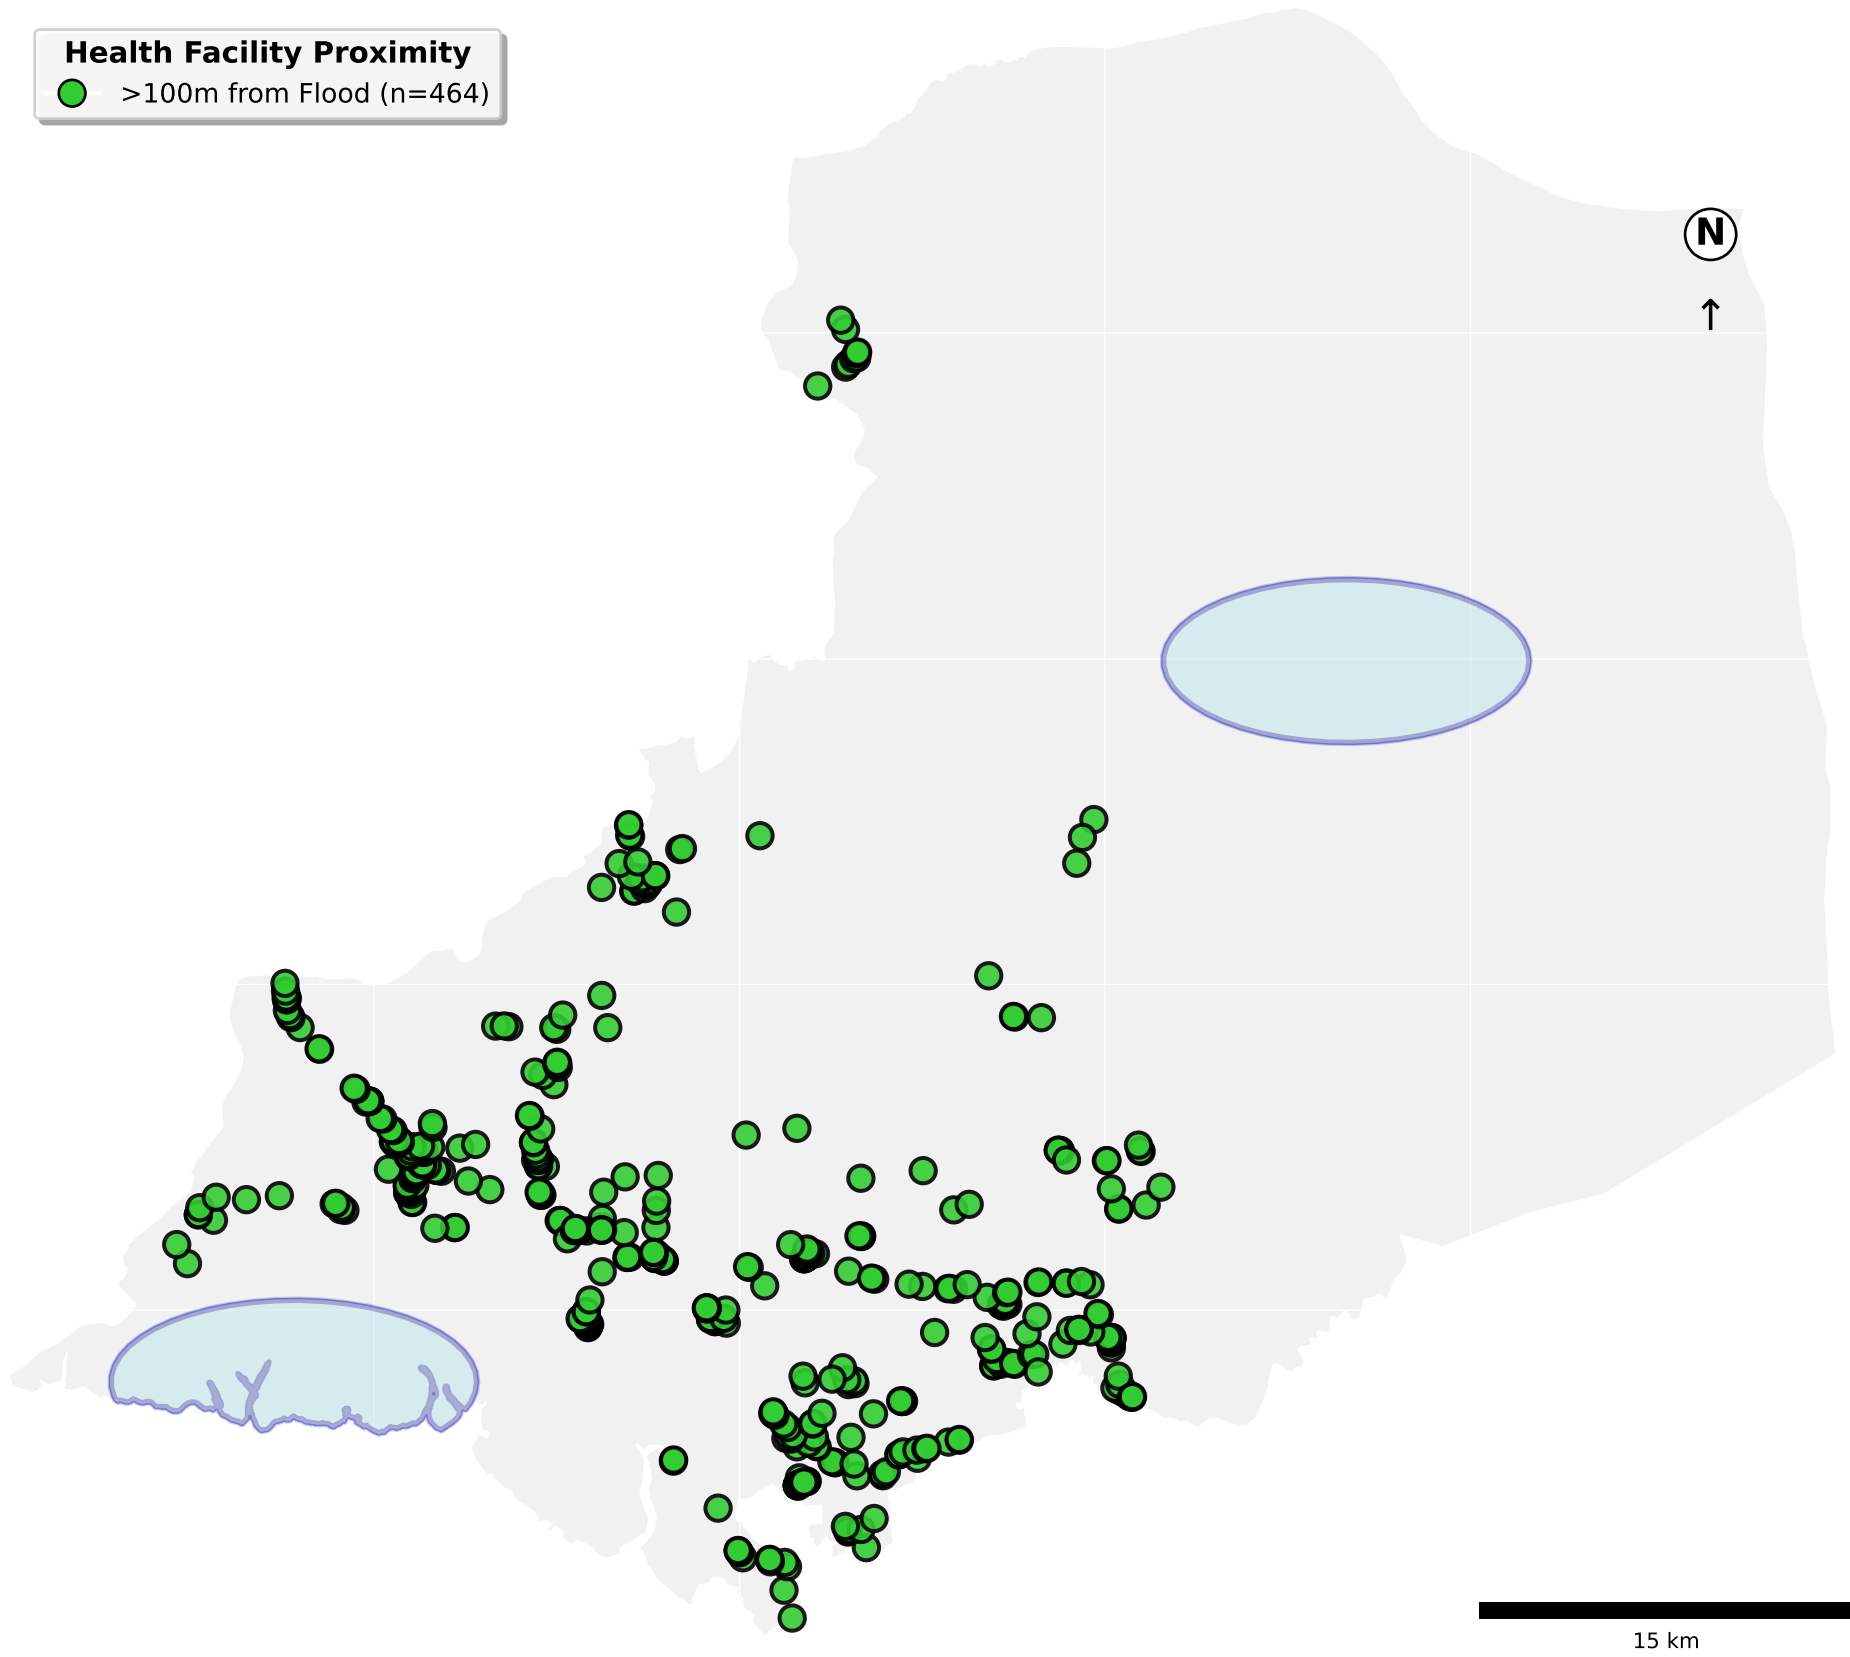 Health Facility Proximity
>100m from Flood (n=464)
N
↑
15 km